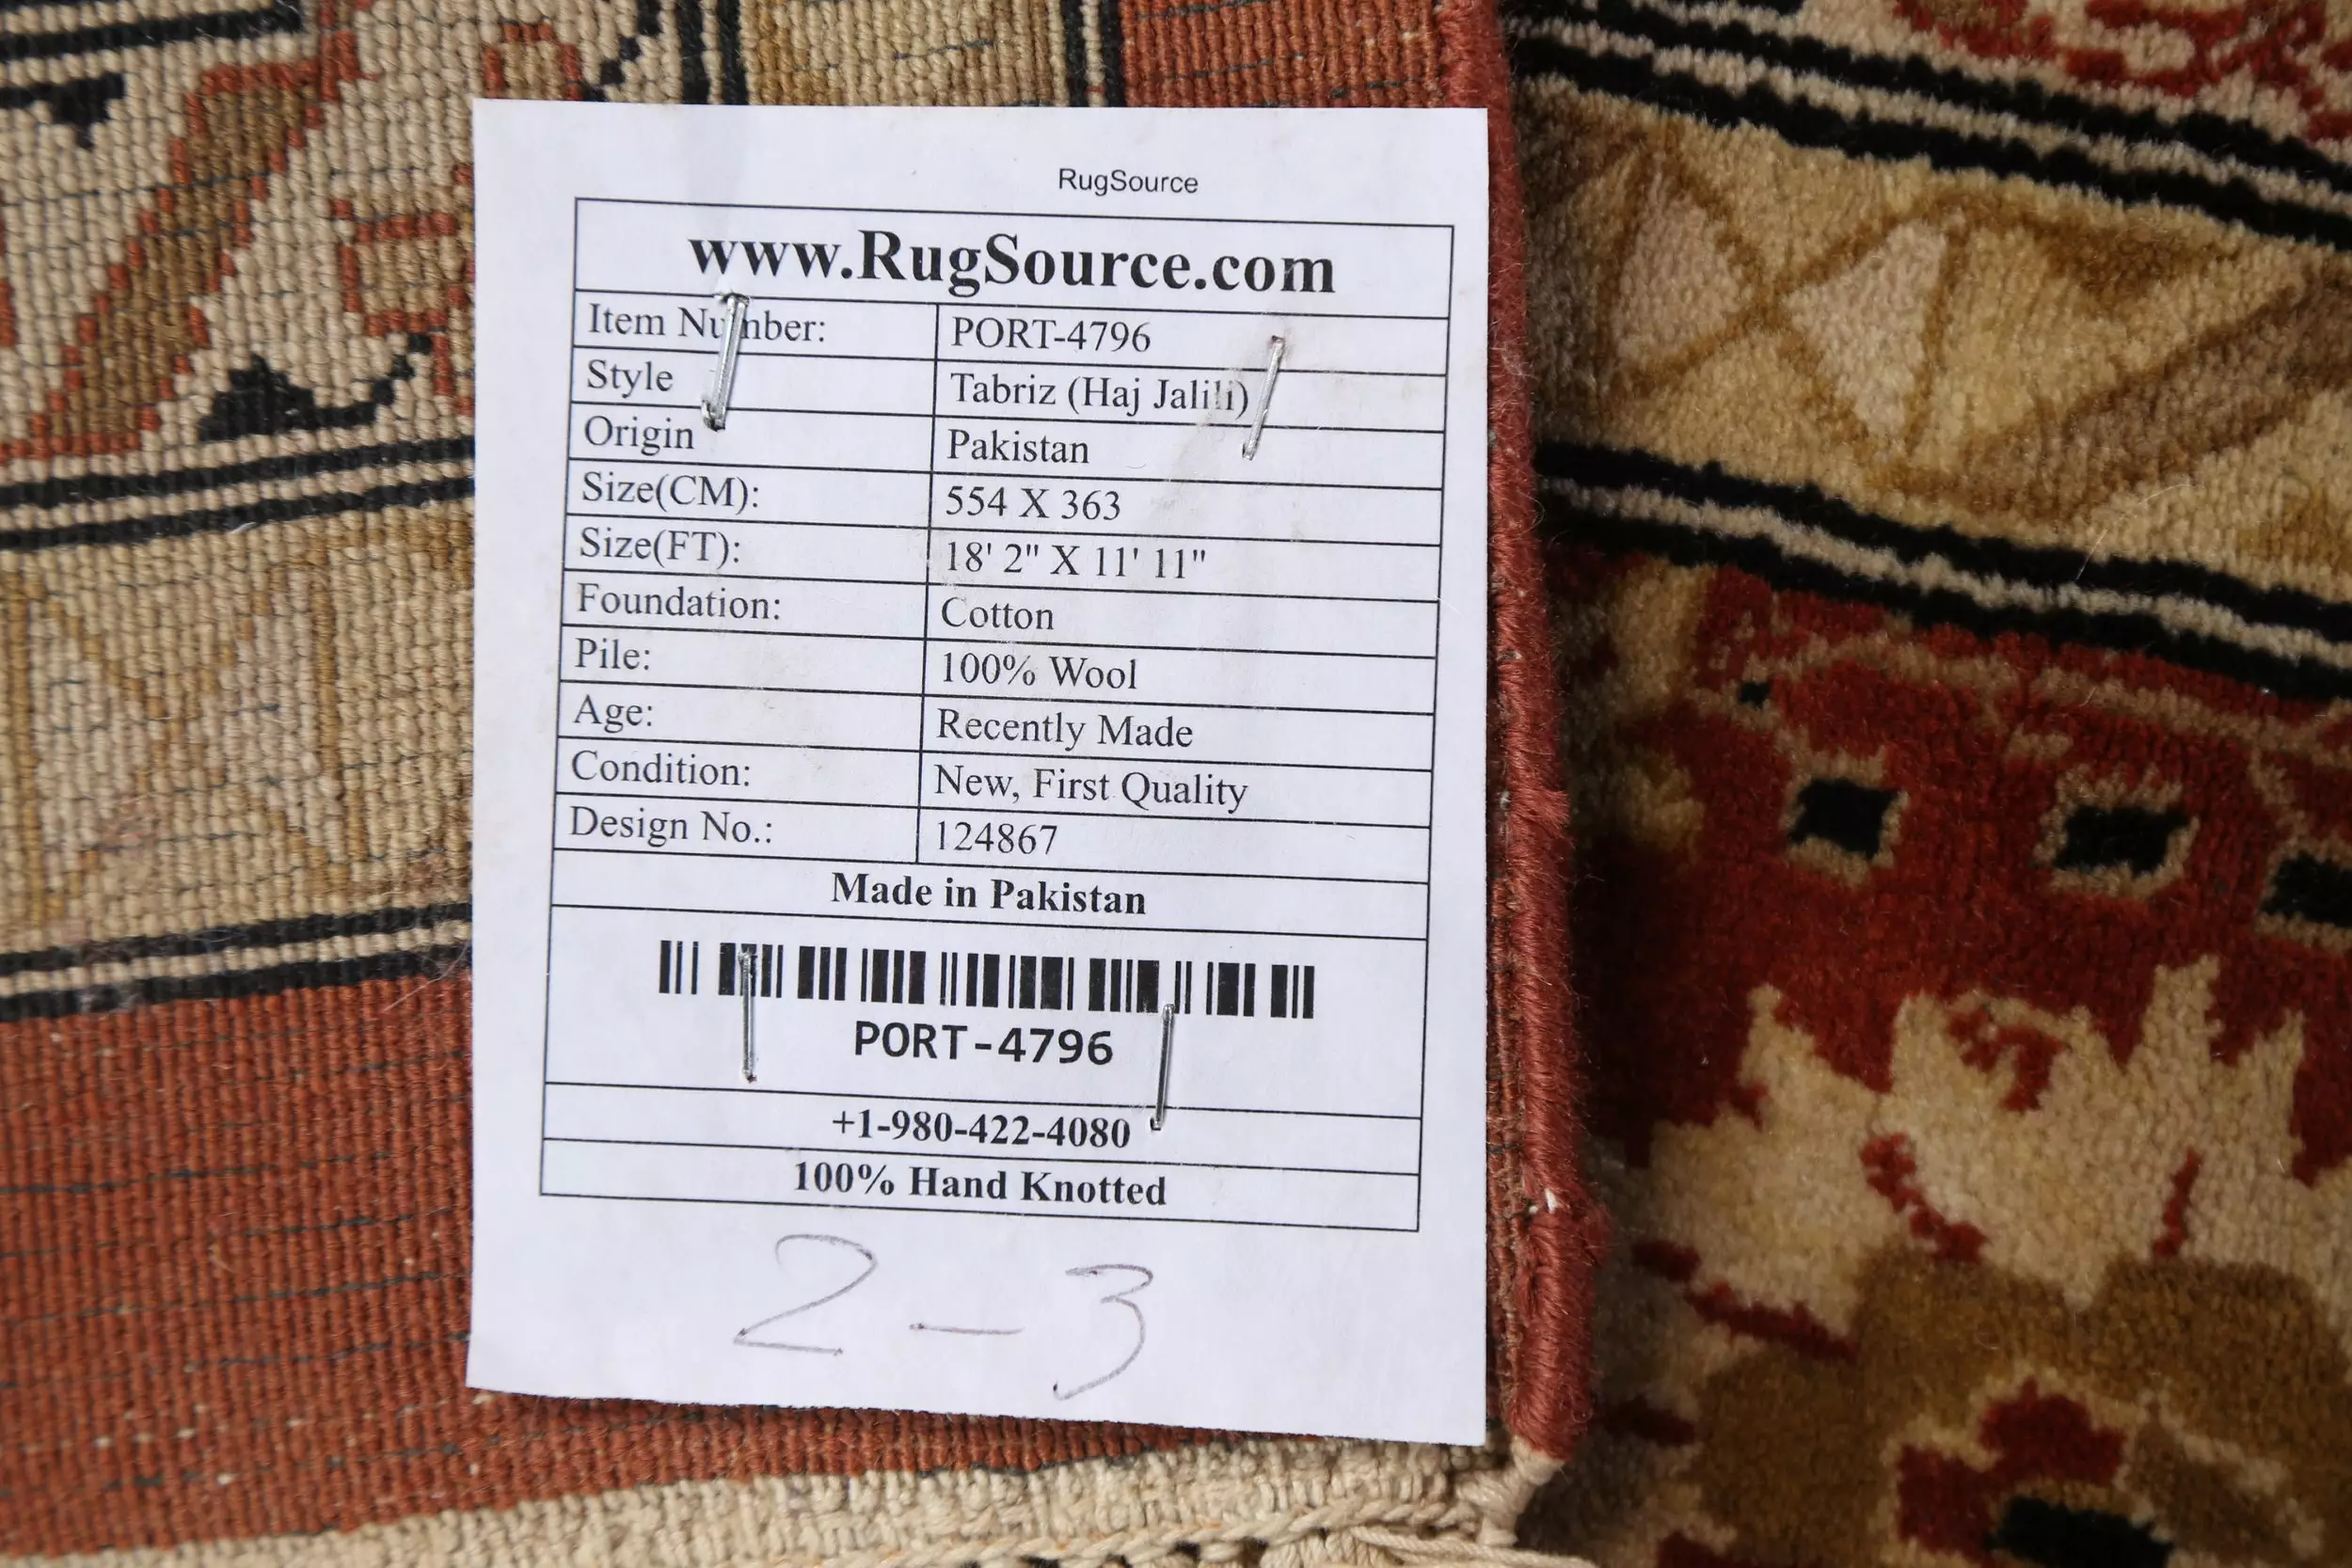 RugSource
www.RugSource.com
Item Number: PORT-4796
Style Tabriz (Haj Jalili)
Origin Pakistan
Size(CM): 554 X 363
Size(FT): 18' 2" X 11' 11"
Foundation: Cotton
Pile: 100% Wool
Age: Recently Made
Condition: New, First Quality
Design No.: 124867
Made in Pakistan
PORT-4796
+1-980-422-4080
100% Hand Knotted
2-3